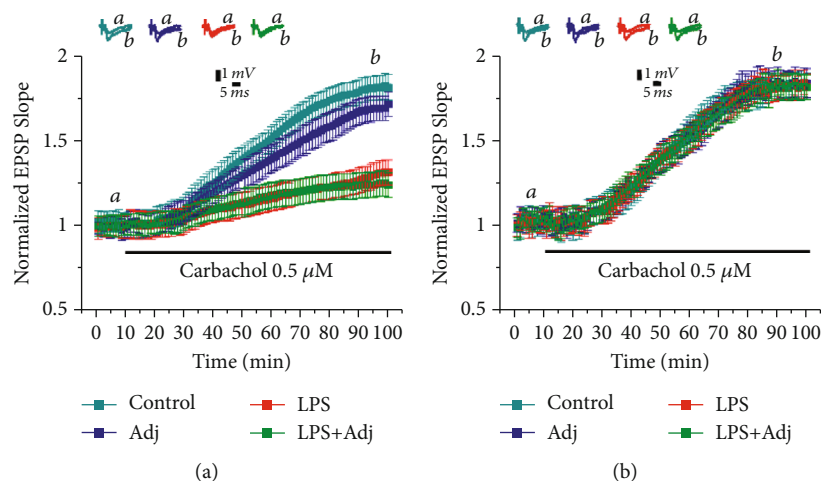 a a a a
b b b b
2
1 mV
5 ms
b
1.5
a
1
Carbachol 0.5 μM
0.5
0 10 20 30 40 50 60 70 80 90 100
Normalized EPSP Slope
Time (min)
Control LPS
Adj LPS+Adj
(a)
a a a a
b b b b
2
1 mV
5 ms
b
1.5
a
1
Carbachol 0.5 μM
0.5
0 10 20 30 40 50 60 70 80 90 100
Normalized EPSP Slope
Time (min)
Control LPS
Adj LPS+Adj
(b)